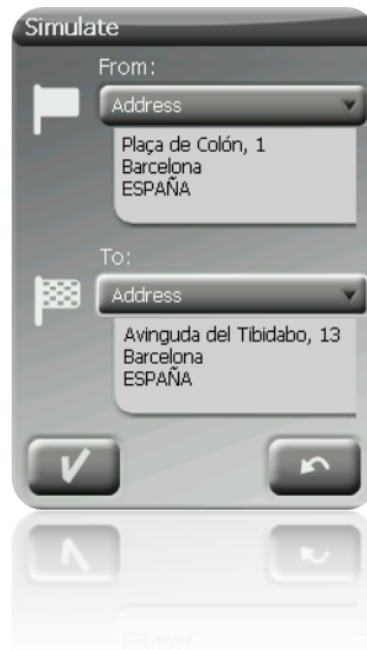 Simulate
From:
Address
Plaça de Colón, 1
Barcelona
ESPAÑA
To:
Address
Avinguda del Tibidabo, 13
Barcelona
ESPAÑA